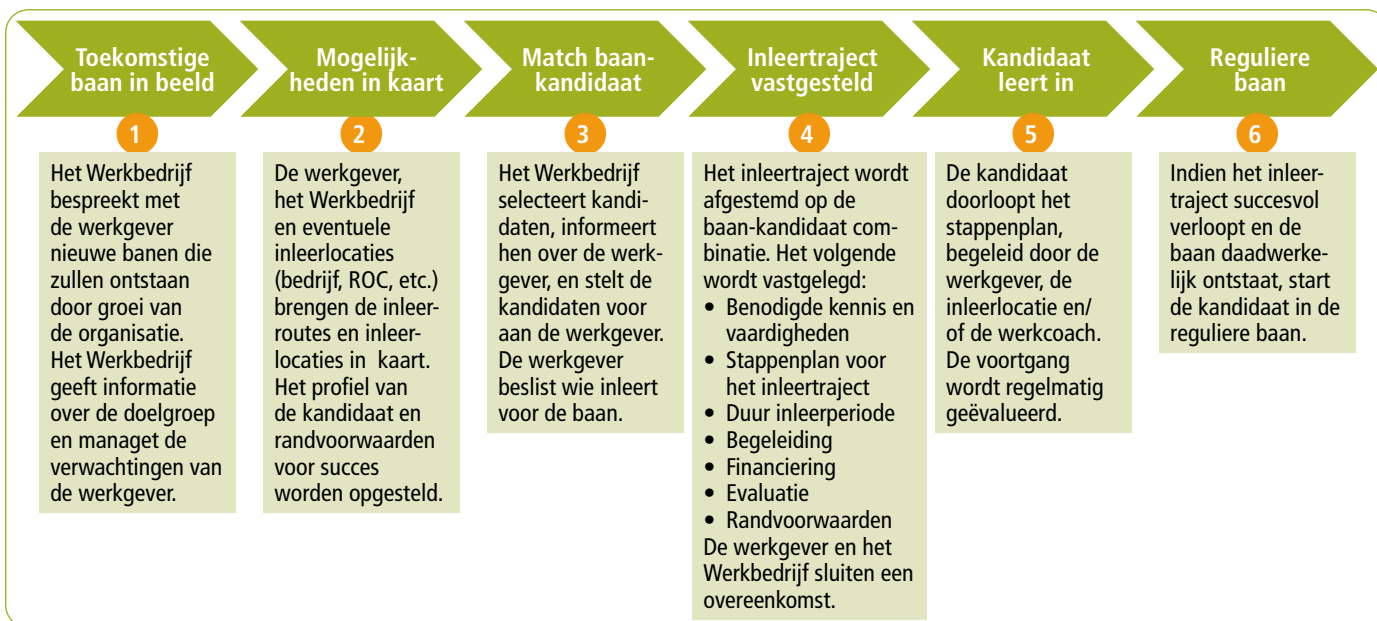 Toekomstige
baan in beeld
Mogelijk-
heden in kaart
Match baan-
kandidaat
Inleertraject
vastgesteld
Kandidaat
leert in
Reguliere
baan
1
Het Werkbedrijf
bespreekt met
de werkgever
nieuwe banen die
zullen ontstaan
door groei van
de organisatie.
Het Werkbedrijf
geeft informatie
over de doelgroep
en managet de
verwachtingen van
de werkgever.
2
De werkgever,
het Werkbedrijf
en eventuele
inleerlocaties
(bedrijf, ROC, etc.)
brengen de inleer-
routes en inleer-
locaties in kaart.
Het profiel van
de kandidaat en
randvoorwaarden
voor succes
worden opgesteld.
3
Het Werkbedrijf
selecteert kandi-
daten, informeert
hen over de werk-
gever, en stelt de
kandidaten voor
aan de werkgever.
De werkgever
beslist wie inleert
voor de baan.
4
Het inleertraject wordt
afgestemd op de
baan-kandidaat com-
binatie. Het volgende
wordt vastgelegd:
• Benodigde kennis en
vaardigheden
• Stappenplan voor
het inleertraject
• Duur inleerperiode
• Begeleiding
• Financiering
• Evaluatie
• Randvoorwaarden
De werkgever en het
Werkbedrijf sluiten een
overeenkomst.
5
De kandidaat
doorloopt het
stappenplan,
begeleid door de
werkgever, de
inleerlocatie en/
of de werkcoach.
De voortgang
wordt regelmatig
geëvalueerd.
6
Indien het inleer-
traject succesvol
verloopt en de
baan daadwerke-
lijk ontstaat, start
de kandidaat in de
reguliere baan.